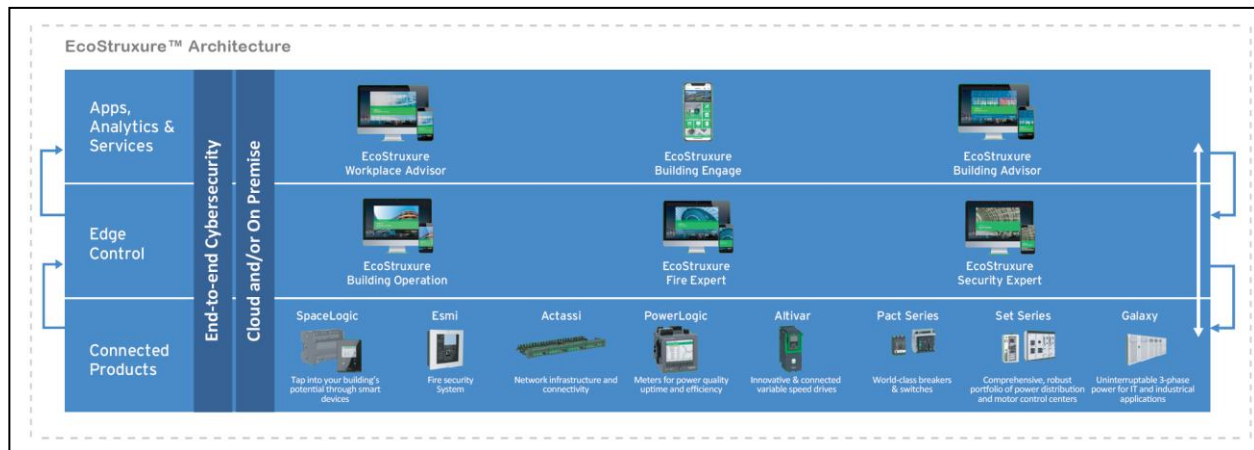 EcoStruxure™ Architecture
Apps,
Analytics &
Services
End-to-end Cybersecurity
Cloud and/or On Premise
EcoStruxure
Workplace Advisor
EcoStruxure
Building Engage
EcoStruxure
Building Advisor
Edge
Control
EcoStruxure
Building Operation
EcoStruxure
Fire Expert
EcoStruxure
Security Expert
Connected
Products
SpaceLogic
Tap into your building's
potential through smart
devices
Esmi
Fire security
System
Actassi
Network infrastructure and
connectivity
PowerLogic
Meters for power quality
uptime and efficiency
Altivar
Innovative & connected
variable speed drives
Pact Series
World-class breakers
& switches
Set Series
Comprehensive, robust
portfolio of power distribution
and motor control centers
Galaxy
Uninterruptable 3-phase
power for IT and industrial
applications